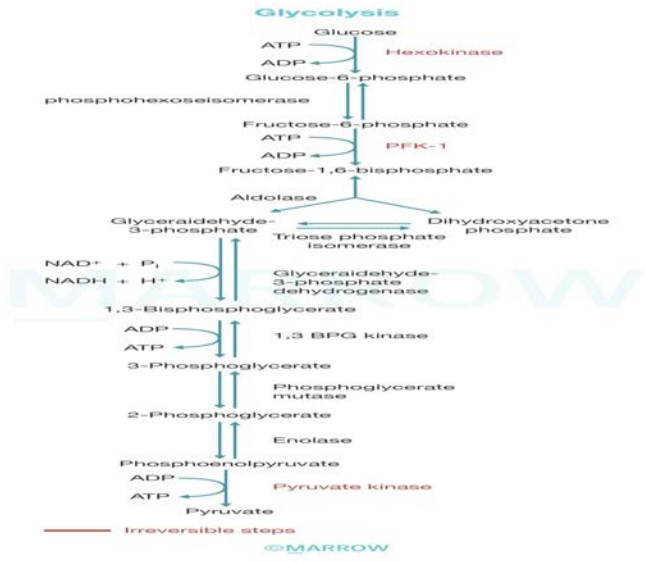 Glycolysis
Glucose
ATP
ADP
Hexokinase
Glucose-6-phosphate
phosphohexoseisomerase
Fructose-6-phosphate
ATP
ADP
PFK-1
Fructose-1,6-bisphosphate
Aldolase
Glyceraidehyde-
3-phosphate
Triose phosphate
isomerase
Dihydroxyacetone
phosphate
NAD⁺ + Pᵢ
NADH + H⁺
Glyceraidehyde-
3-phosphate
dehydrogenase
1,3-Bisphosphoglycerate
ADP
ATP
1,3 BPG kinase
3-Phosphoglycerate
Phosphoglycerate
mutase
2-Phosphoglycerate
Enolase
Phosphoenolpyruvate
ADP
ATP
Pyruvate kinase
Pyruvate
Irreversible steps
©MARROW
MARROW